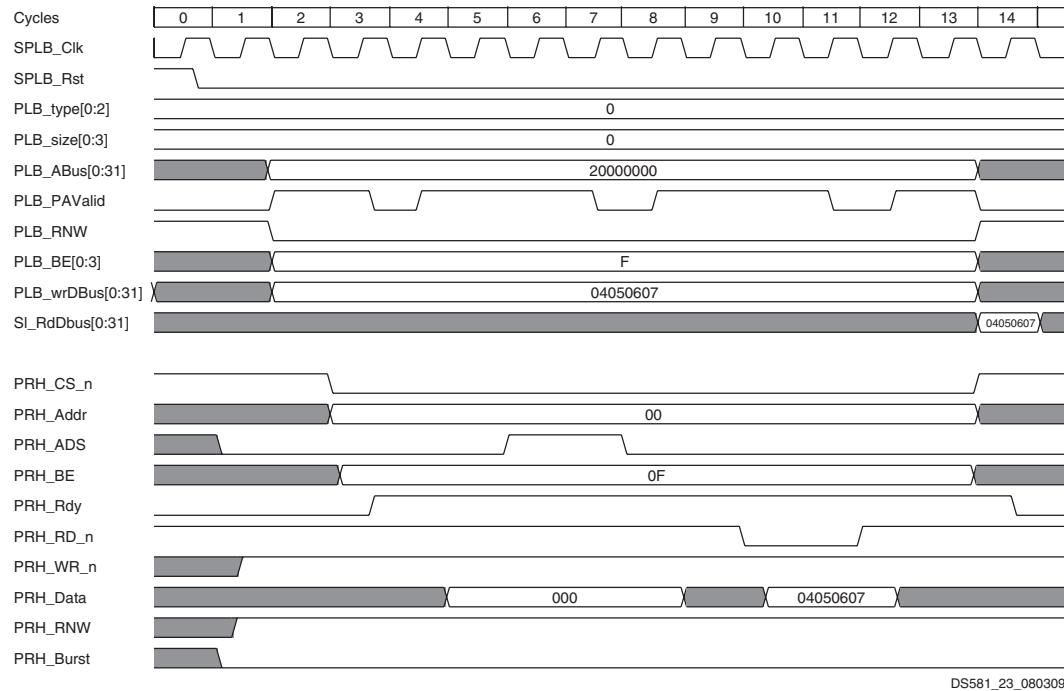 Cycles 0 1 2 3 4 5 6 7 8 9 10 11 12 13 14
SPLB_Clk
SPLB_Rst
PLB_type[0:2] 0
PLB_size[0:3] 0
PLB_ABus[0:31] 20000000
PLB_PAValid
PLB_RNW
PLB_BE[0:3] F
PLB_wrDBus[0:31] 04050607
SI_RdDbus[0:31] 04050607
PRH_CS_n
PRH_Addr 00
PRH_ADS
PRH_BE 0F
PRH_Rdy
PRH_RD_n
PRH_WR_n
PRH_Data 000 04050607
PRH_RNW
PRH_Burst
DS581_23_080309